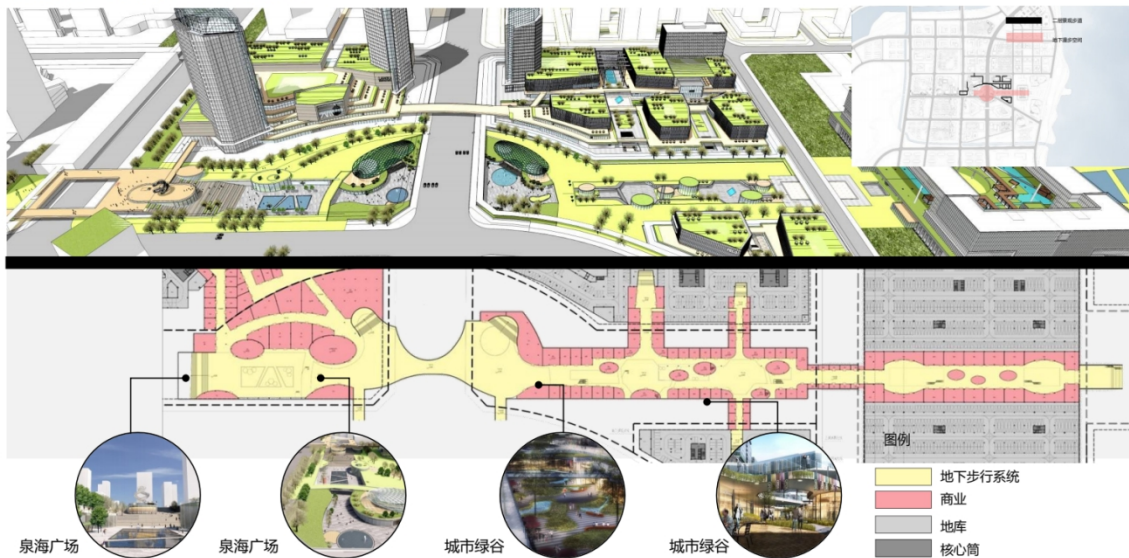 二层景观步道
地下漫步空间
图例
地下步行系统
商业
地库
核心筒
泉海广场
泉海广场
城市绿谷
城市绿谷